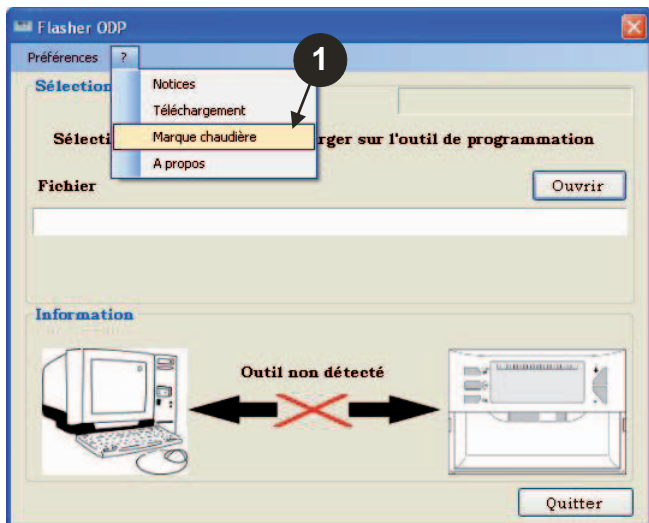 Flasher ODP
Préférences ?
1
Sélection
Notices
Téléchargement
Marque chaudière
A propos
Sélecti rger sur l'outil de programmation
Fichier
Ouvrir
Information
Outil non détecté
Quitter